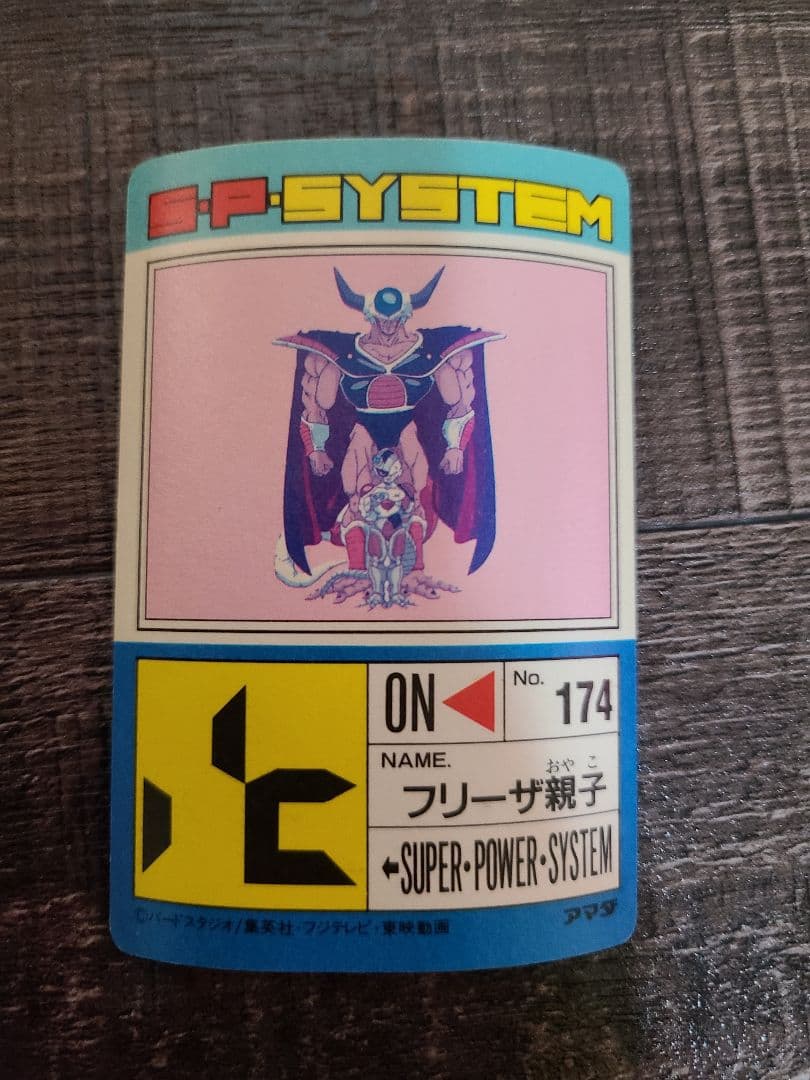 S・P・SYSTEM
ON
No. 174
NAME.
おや こ
フリーザ親子
←SUPER・POWER・SYSTEM
アマダ
©バードスタジオ/集英社・フジテレビ・東映動画